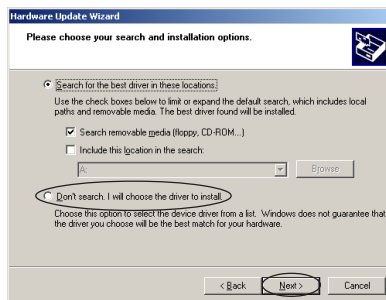 Hardware Update Wizard
Please choose your search and installation options.
Search for the best driver in these locations.
Use the check boxes below to limit or expand the default search, which includes local
paths and removable media. The best driver found will be installed.
Search removable media (floppy, CD-ROM...)
Include this location in the search:
A:
Browse
Don't search. I will choose the driver to install.
Choose this option to select the device driver from a list. Windows does not guarantee that
the driver you choose will be the best match for your hardware.
< Back Next > Cancel